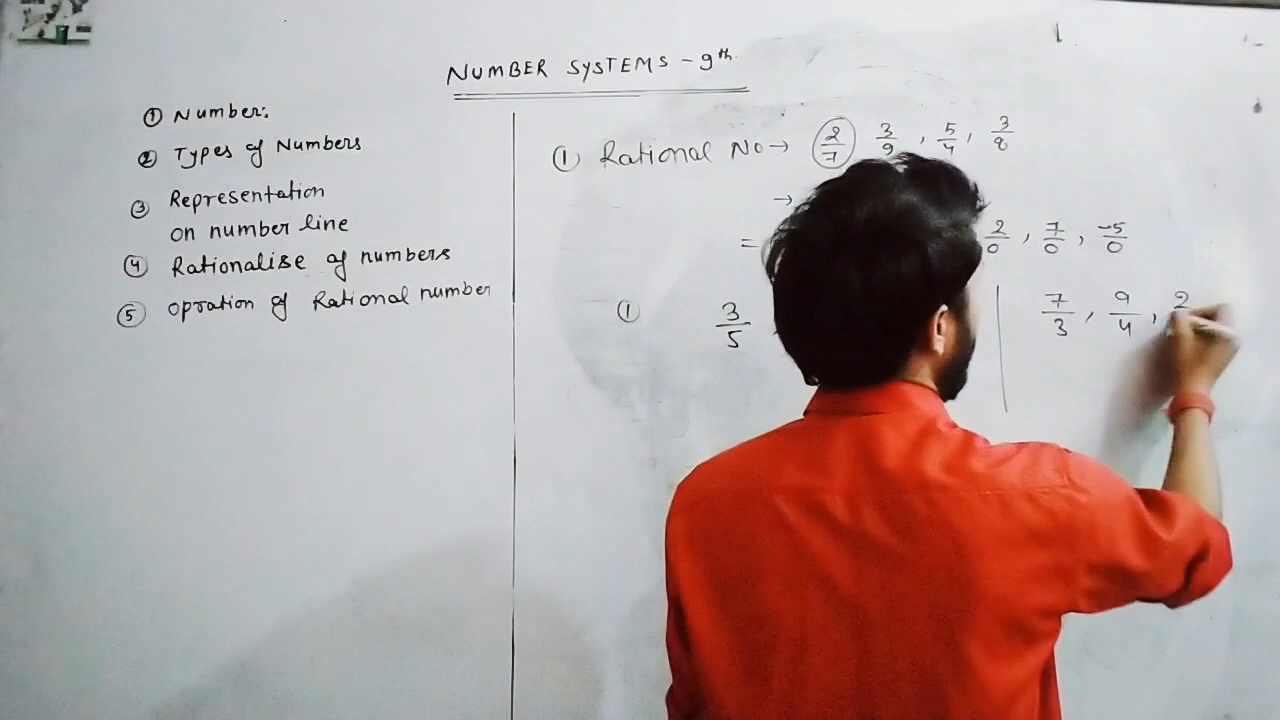 NUMBER SYSTEMS - 9th
① Number:
② Types of Numbers
③ Representation
on number line
④ Rationalise of numbers
⑤ opration of Rational number
① Rational No → 2/7 3/9 , 5/4 , 3/8
→
= 2/0 , 7/0 , -5/0
① 3/5
7/3 , 9/4 , 2